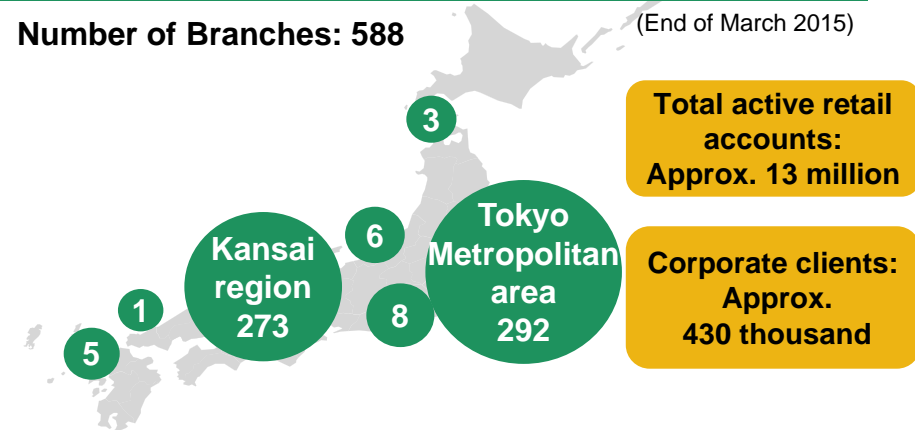 Number of Branches: 588
(End of March 2015)
3
Total active retail
accounts:
Approx. 13 million
6
Tokyo
Metropolitan
area
292
Kansai
region
273
8
1
5
Corporate clients:
Approx.
430 thousand